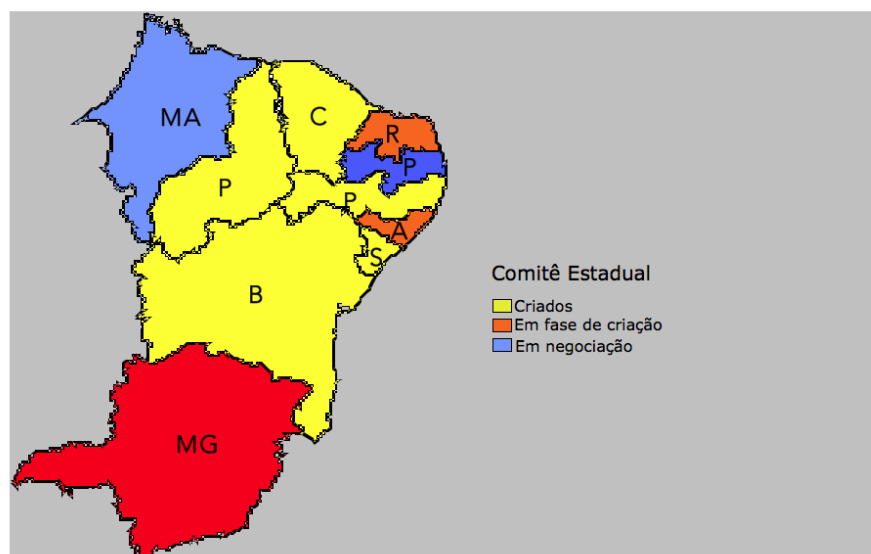 MA
C
R
P
P
P
A
S
B
MG
Comitê Estadual
Criados
Em fase de criação
Em negociação